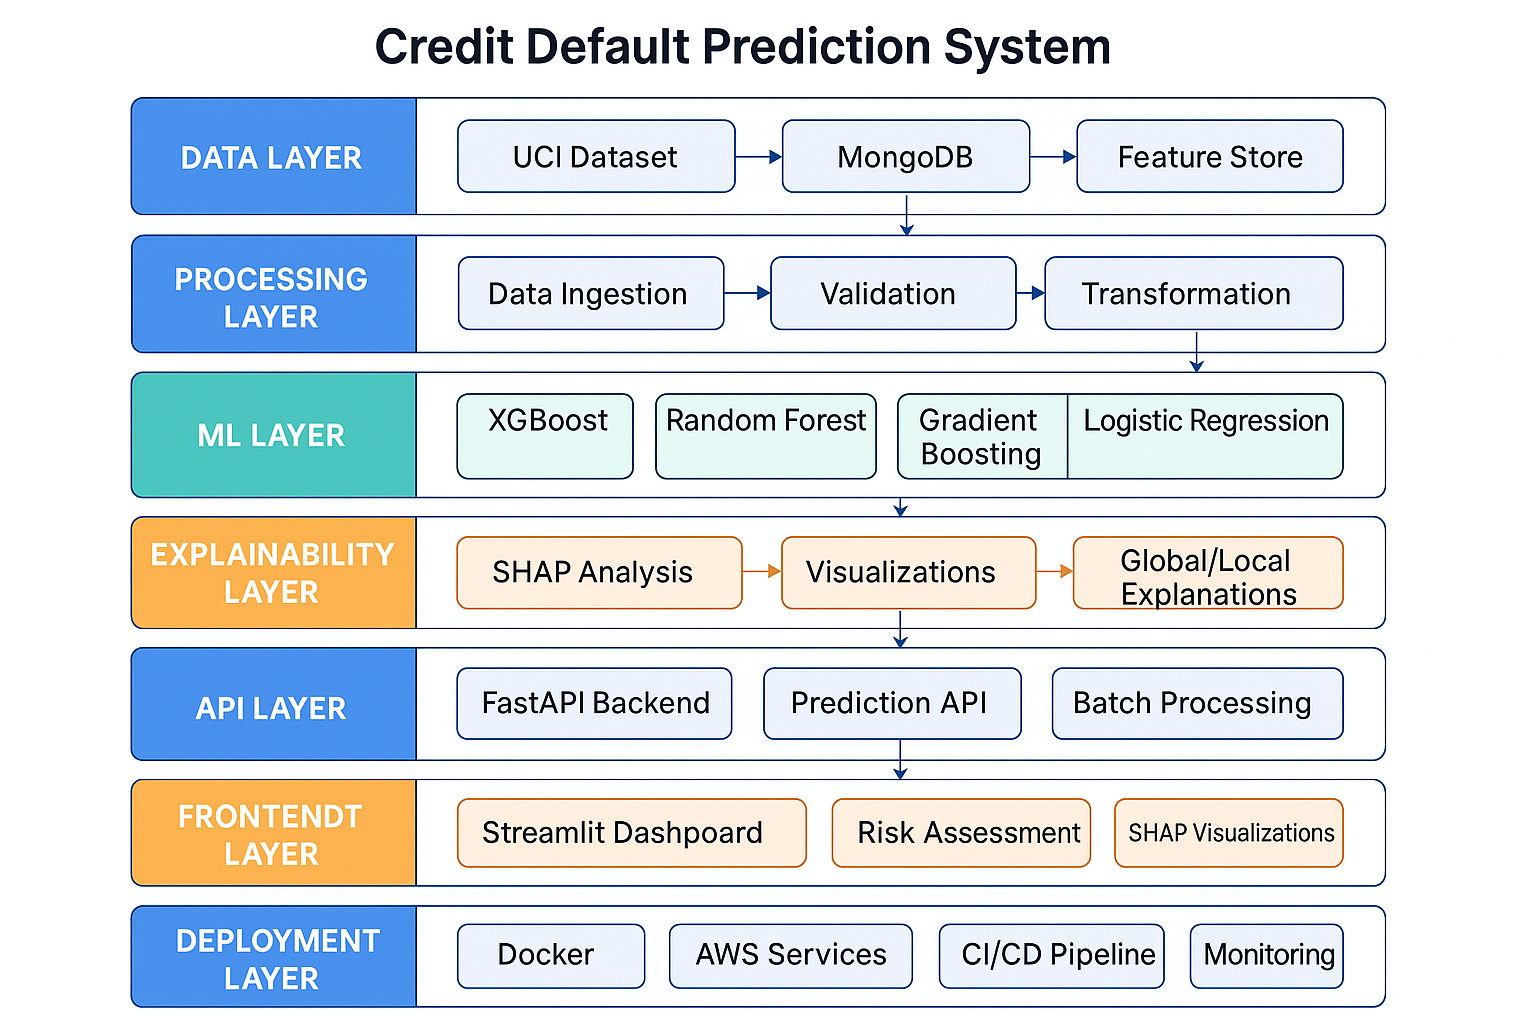 Credit Default Prediction System
DATA LAYER
UCI Dataset
MongoDB
Feature Store
PROCESSING
LAYER
Data Ingestion
Validation
Transformation
ML LAYER
XGBoost
Random Forest
Gradient
Boosting
Logistic Regression
EXPLAINABILITY
LAYER
SHAP Analysis
Visualizations
Global/Local
Explanations
API LAYER
FastAPI Backend
Prediction API
Batch Processing
FRONTENDT
LAYER
Streamlit Dashpoard
Risk Assessment
SHAP Visualizations
DEPLOYMENT
LAYER
Docker
AWS Services
CI/CD Pipeline
Monitoring